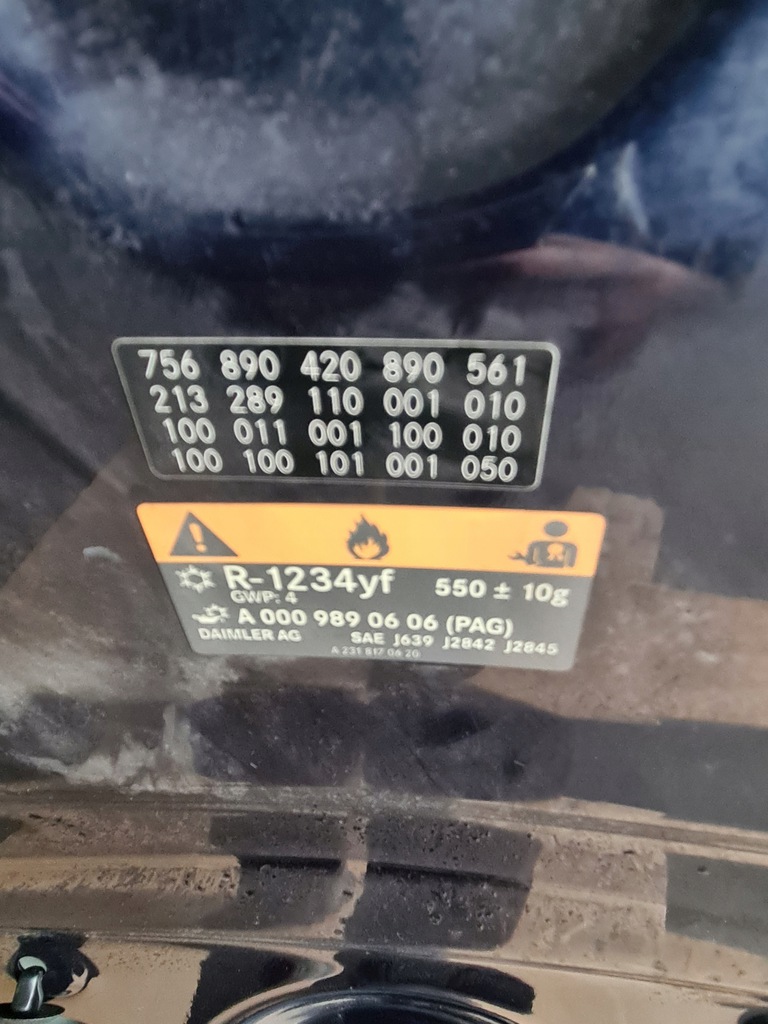 756 890 420 890 561
213 289 110 001 010
100 011 001 100 010
100 100 101 001 050
R-1234yf 550 ± 10g
GWP: 4
A 000 989 06 06 (PAG)
DAIMLER AG SAE J639 J2842 J2845
A 231 817 06 20